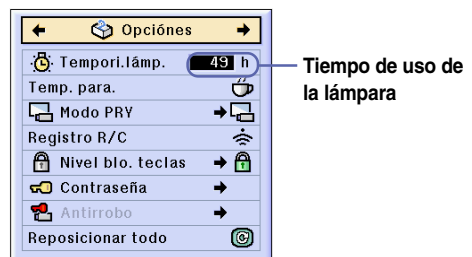 Opciónes
Tempori.lámp. 49 h
Temp. para.
Modo PRY
Registro R/C
Nivel blo. teclas
Contraseña
Antirrobo
Reposicionar todo
Tiempo de uso de
la lámpara